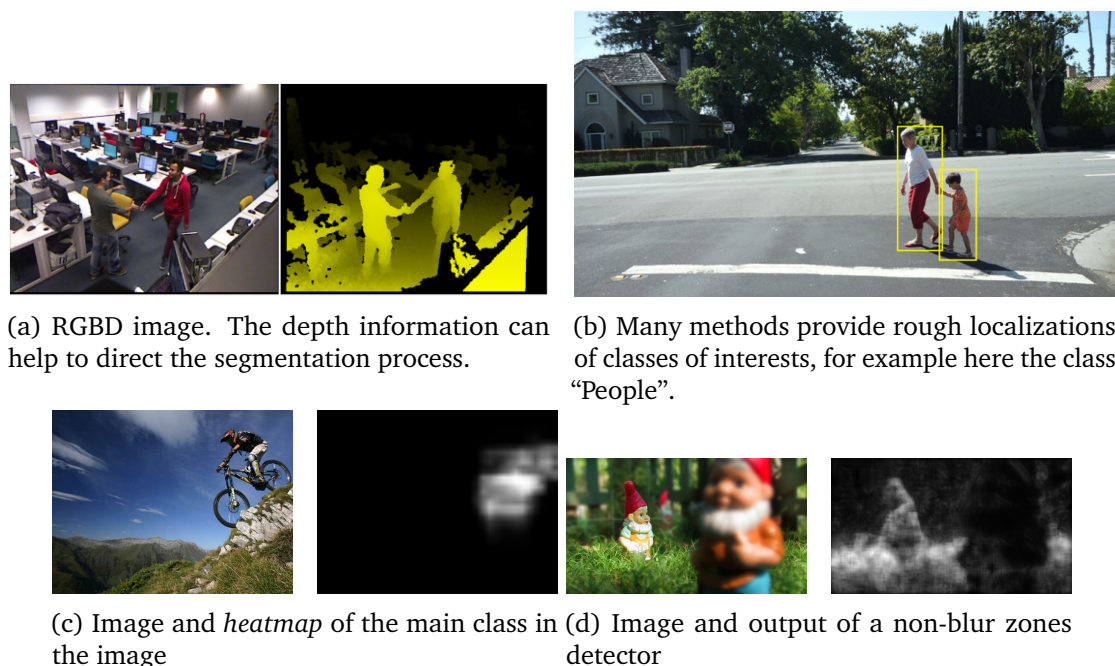 (a) RGBD image. The depth information can
help to direct the segmentation process.
(b) Many methods provide rough localizations
of classes of interests, for example here the class
“People”.
(c) Image and heatmap of the main class in
the image
(d) Image and output of a non-blur zones
detector